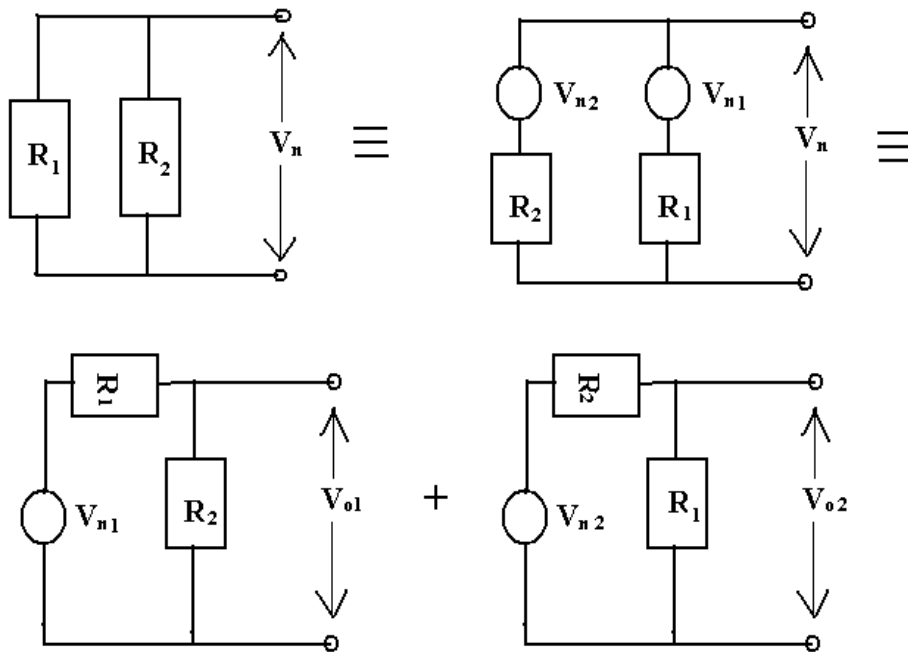 R1 R2 Vn ≡ Vn2 Vn1 R2 R1 Vn ≡
R1 Vn1 R2 Vo1 + R2 Vn2 R1 Vo2